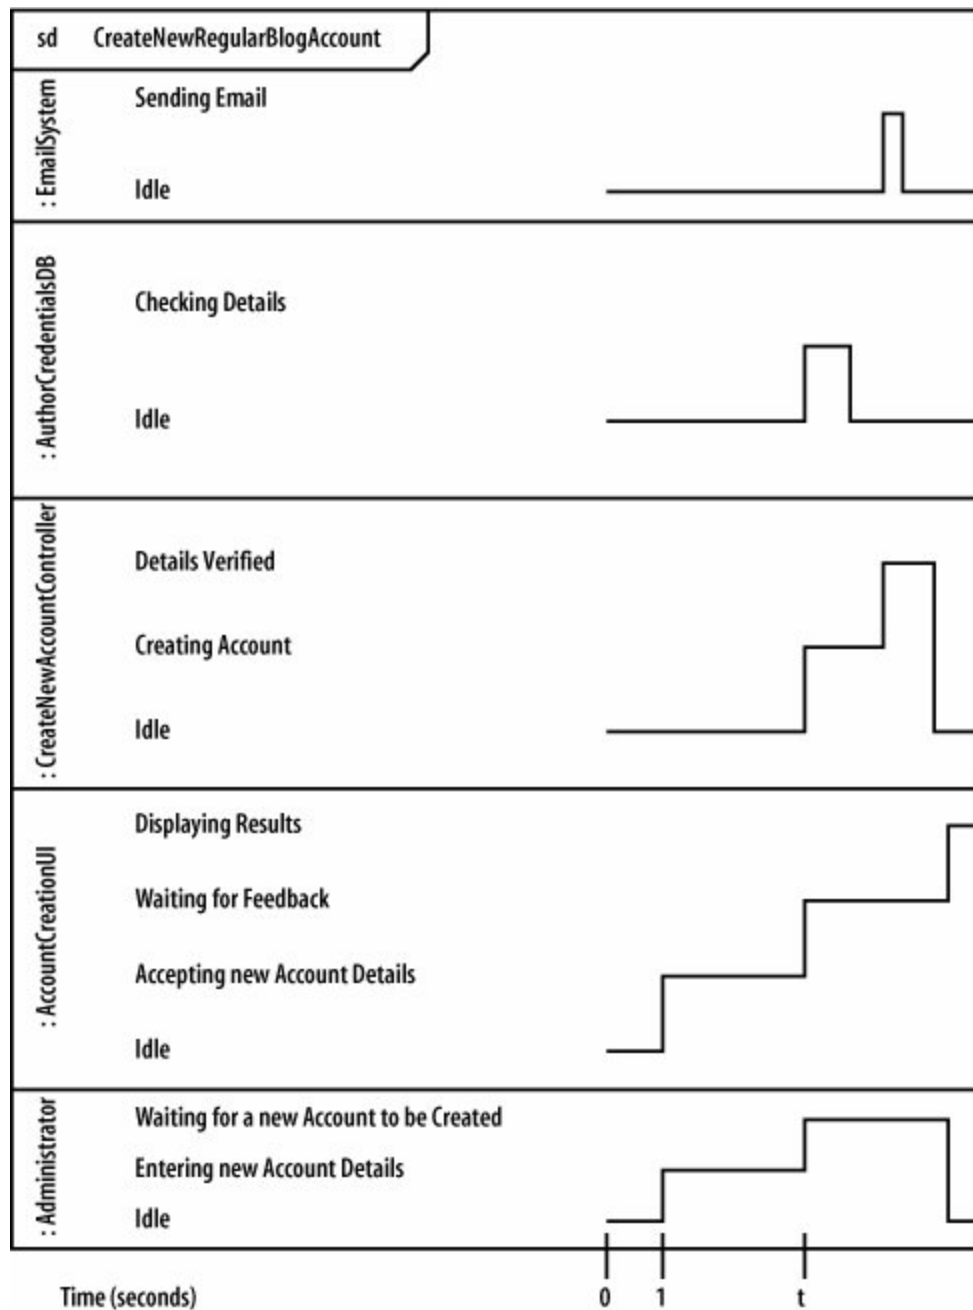 sd CreateNewRegularBlogAccount
: EmailSystem
Sending Email
Idle
: AuthorCredentialsDB
Checking Details
Idle
: CreateNewAccountController
Details Verified
Creating Account
Idle
: AccountCreationUI
Displaying Results
Waiting for Feedback
Accepting new Account Details
Idle
: Administrator
Waiting for a new Account to be Created
Entering new Account Details
Idle
Time (seconds) 0 1 t